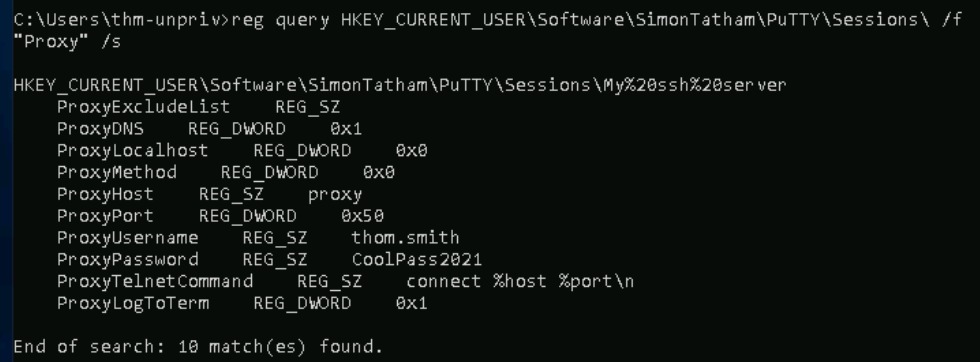 C:\Users\thm-unpriv>reg query HKEY_CURRENT_USER\Software\SimonTatham\PuTTY\Sessions\ /f
"Proxy" /s
HKEY_CURRENT_USER\Software\SimonTatham\PuTTY\Sessions\My%20ssh%20server
ProxyExcludeList    REG_SZ
ProxyDNS    REG_DWORD    0x1
ProxyLocalhost    REG_DWORD    0x0
ProxyMethod    REG_DWORD    0x0
ProxyHost    REG_SZ    proxy
ProxyPort    REG_DWORD    0x50
ProxyUsername    REG_SZ    thom.smith
ProxyPassword    REG_SZ    CoolPass2021
ProxyTelnetCommand    REG_SZ    connect %host %port\n
ProxyLogToTerm    REG_DWORD    0x1
End of search: 10 match(es) found.